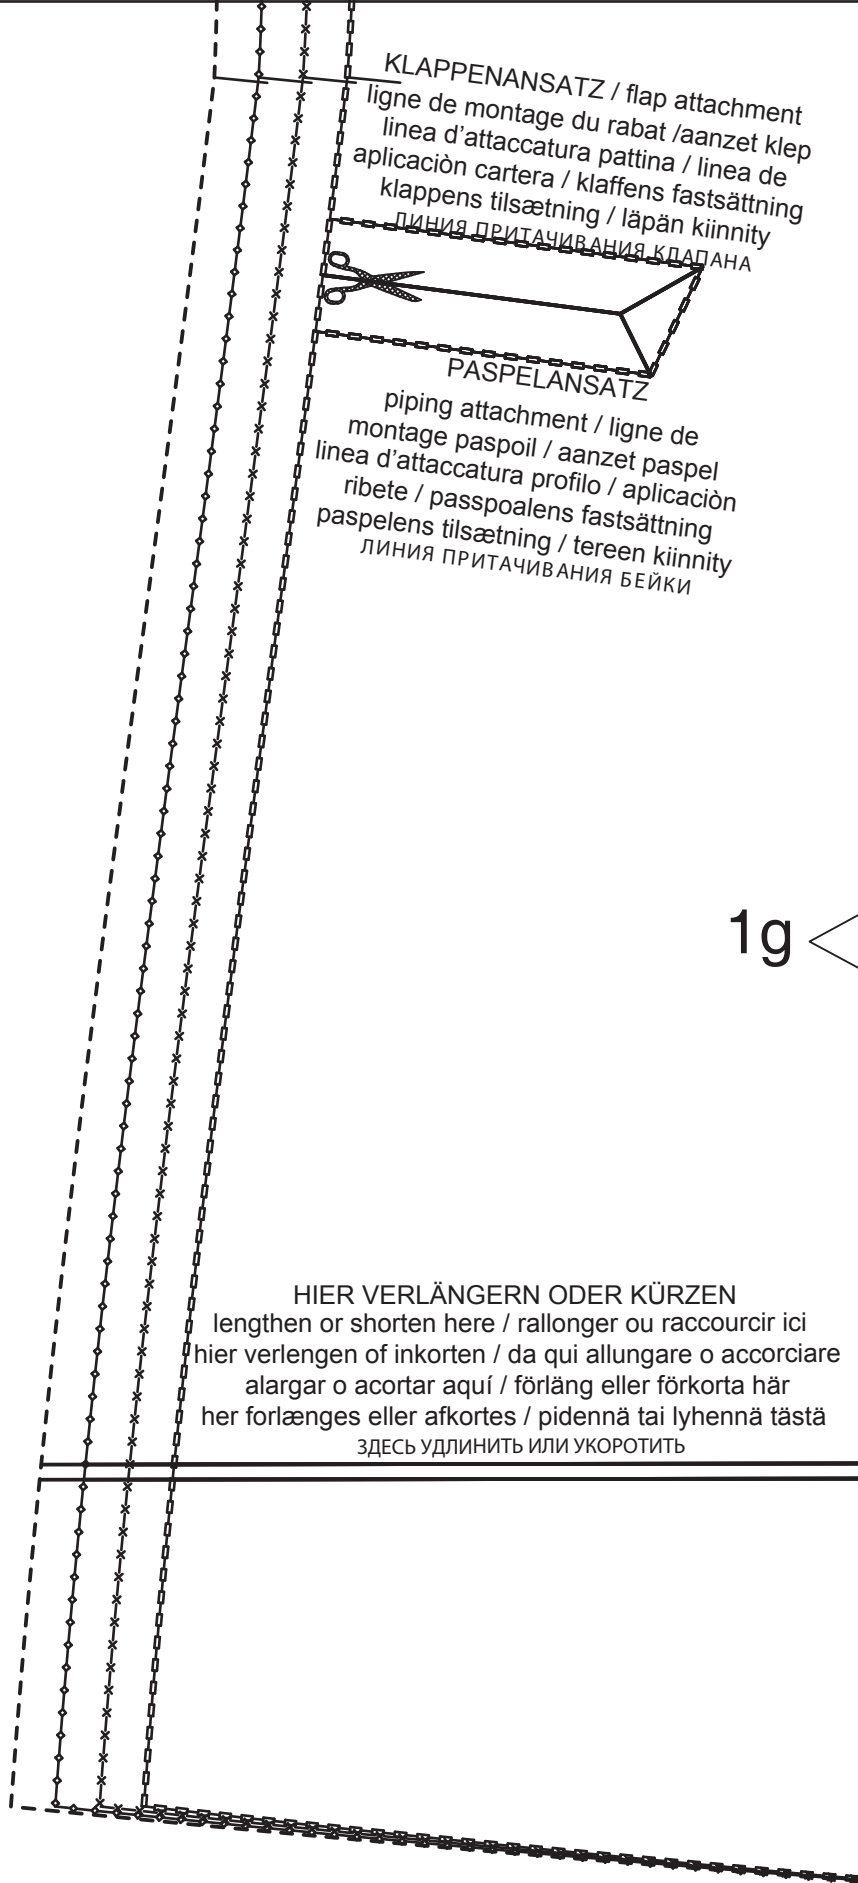 KLAPPENANSATZ / flap attachment
ligne de montage du rabat /aanzet klep
linea d'attaccatura pattina / linea de
aplicaciòn cartera / klaffens fastsättning
klappens tilsætning / läpän kiinnity
ЛИНИЯ ПРИТАЧИВАНИЯ КЛАПАНА
PASPELANSATZ
piping attachment / ligne de
montage paspoil / aanzet paspel
linea d'attaccatura profilo / aplicaciòn
ribete / passpoalens fastsättning
paspelens tilsætning / tereen kiinnity
ЛИНИЯ ПРИТАЧИВАНИЯ БЕЙКИ
1g
HIER VERLÄNGERN ODER KÜRZEN
lengthen or shorten here / rallonger ou raccourcir ici
hier verlengen of inkorten / da qui allungare o accorciare
alargar o acortar aquí / förläng eller förkorta här
her forlænges eller afkortes / pidennä tai lyhennä tästä
ЗДЕСЬ УДЛИНИТЬ ИЛИ УКОРОТИТЬ